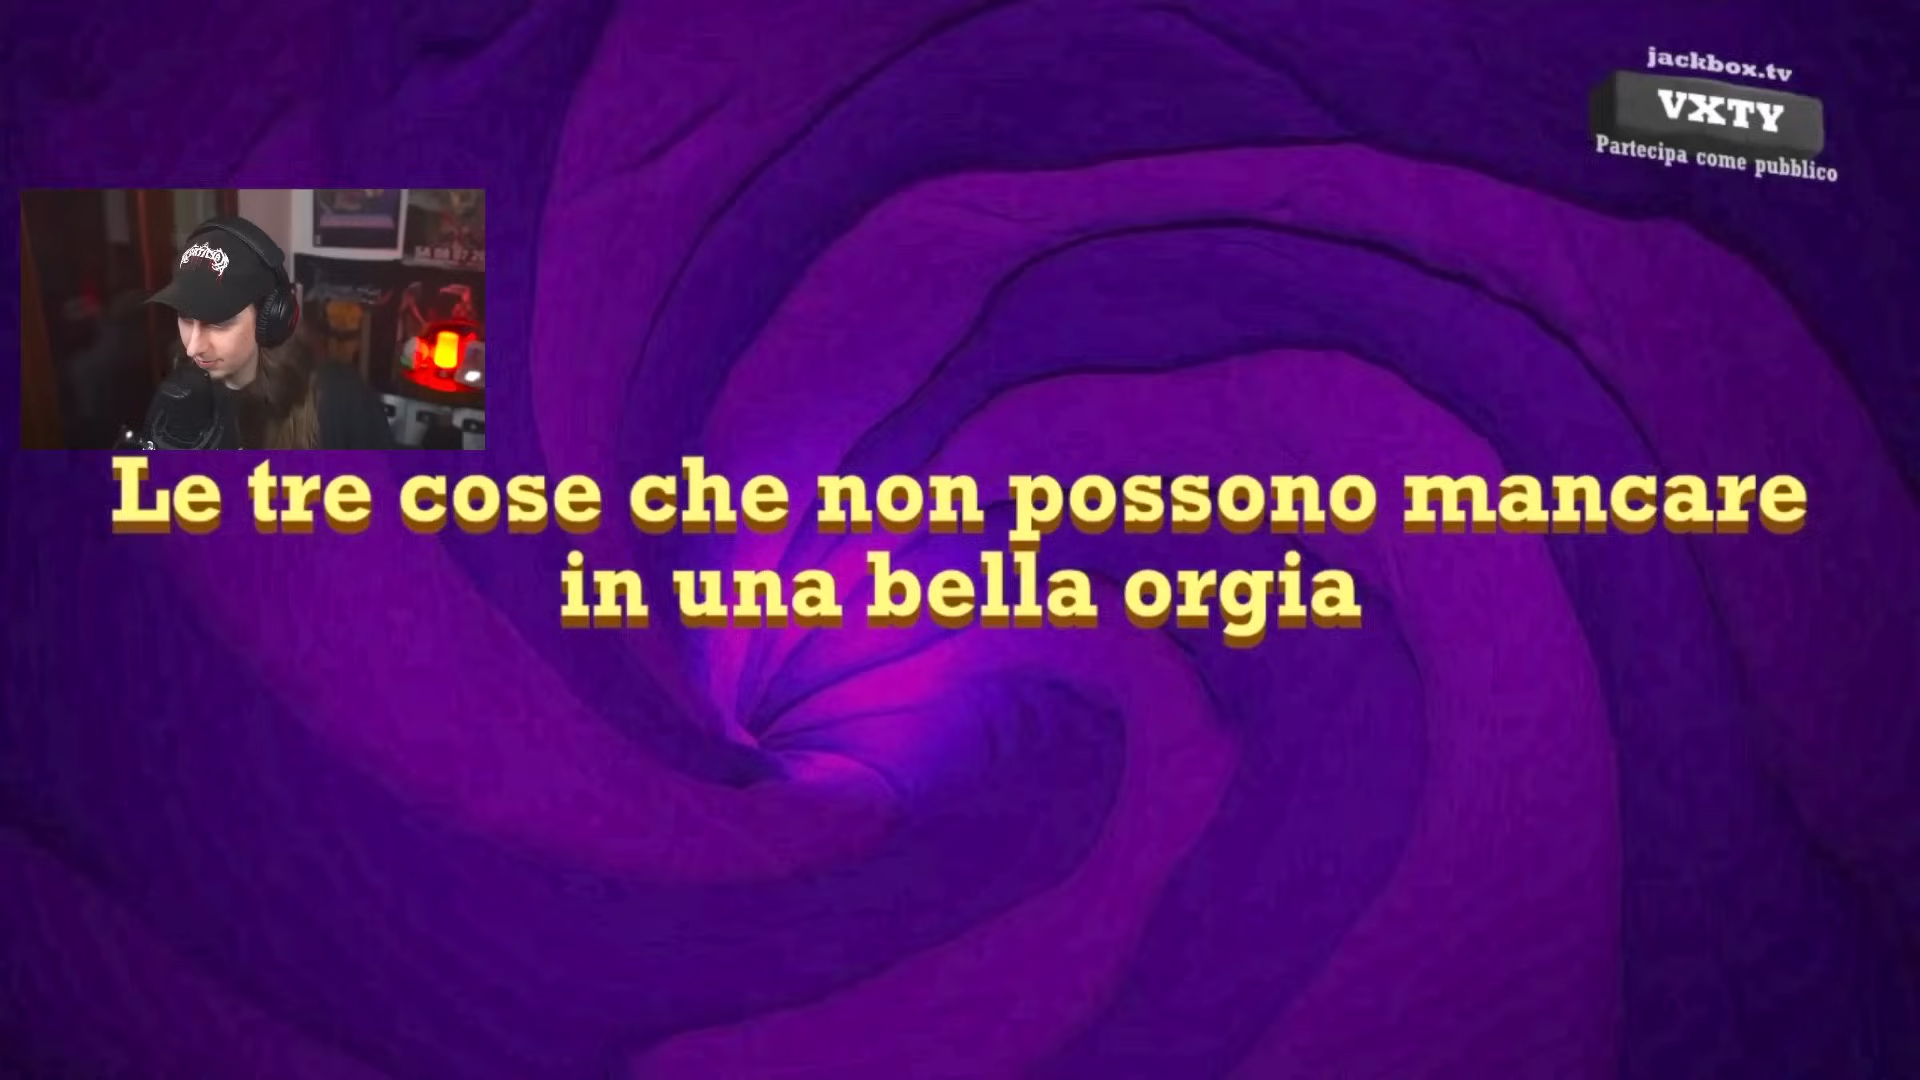 jackbox.tv
VXTY
Partecipa come pubblico
Le tre cose che non possono mancare
in una bella orgia